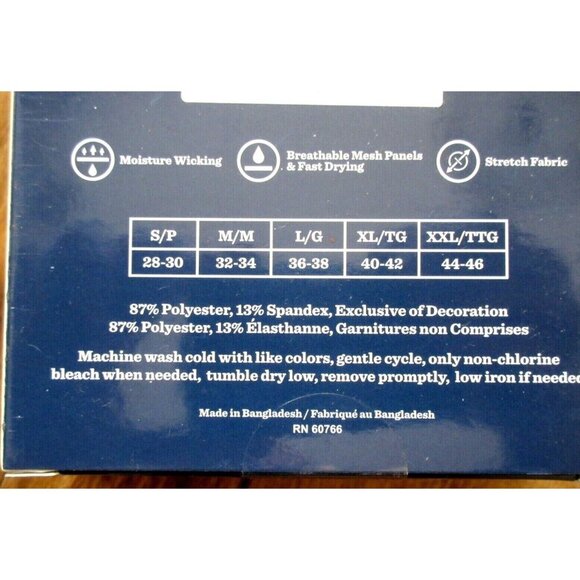 Moisture Wicking
Breathable Mesh Panels
& Fast Drying
Stretch Fabric
S/P M/M L/G XL/TG XXL/TTG
28-30 32-34 36-38 40-42 44-46
87% Polyester, 13% Spandex, Exclusive of Decoration
87% Polyester, 13% Élasthanne, Garnitures non Comprises
Machine wash cold with like colors, gentle cycle, only non-chlorine
bleach when needed, tumble dry low, remove promptly, low iron if needed
Made in Bangladesh / Fabriqué au Bangladesh
RN 60766